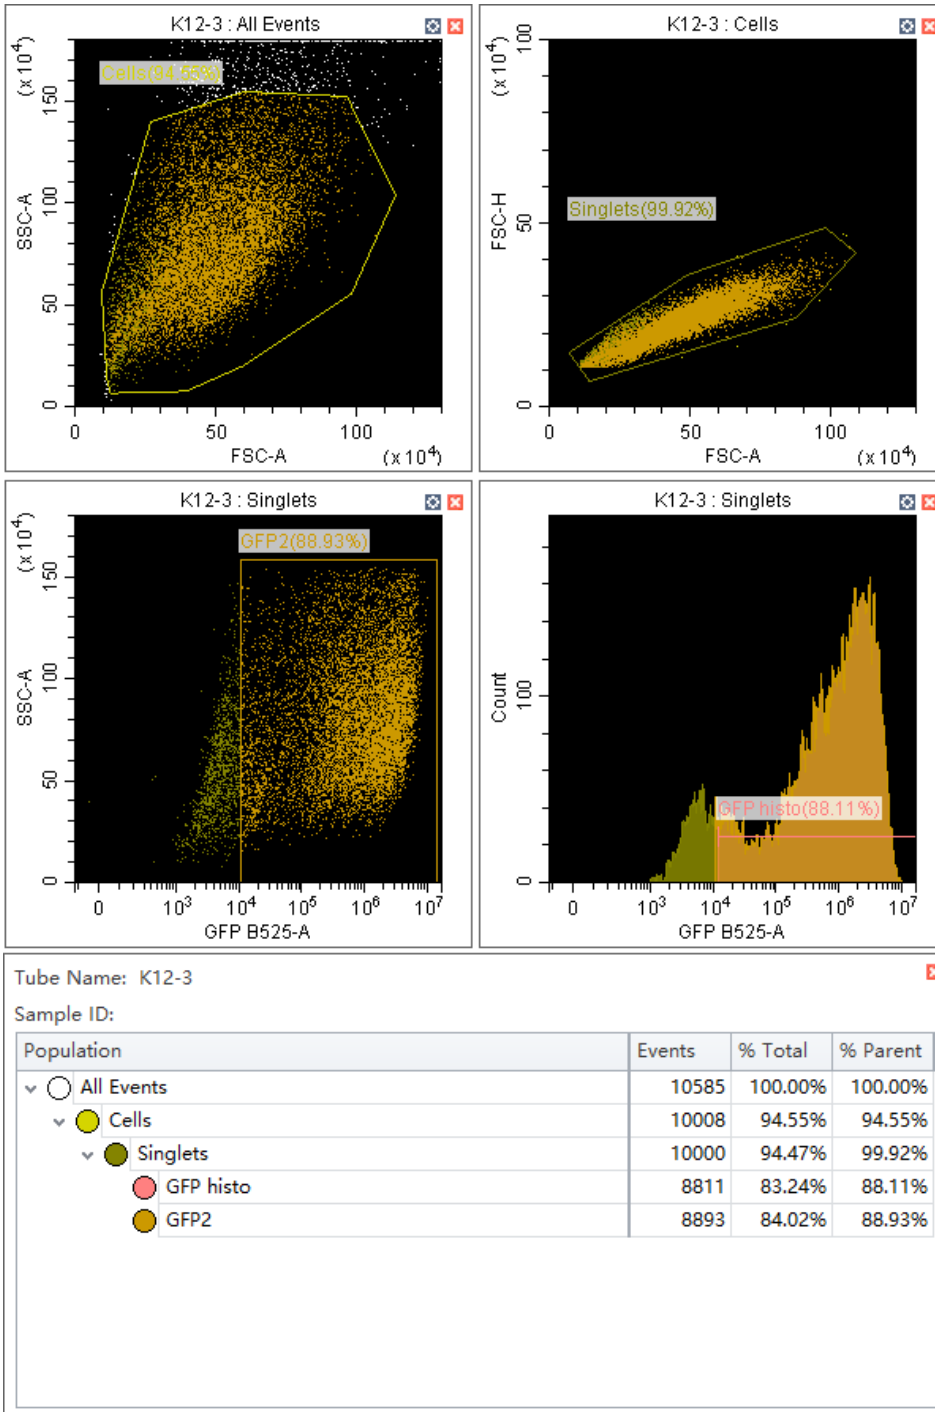 K12-3 : All Events
Cells(94.55%)
(x 10⁴)
SSC-A
150
100
50
0
0 50 100
FSC-A (x 10⁴)
K12-3 : Cells
Singlets(99.92%)
(x 10⁴)
FSC-H
100
50
0
0 50 100
FSC-A (x 10⁴)
K12-3 : Singlets
GFP2(88.93%)
(x 10⁴)
SSC-A
150
100
50
0
0 10³ 10⁴ 10⁵ 10⁶ 10⁷
GFP B525-A
K12-3 : Singlets
GFP histo(88.11%)
Count
100
0
0 10³ 10⁴ 10⁵ 10⁶ 10⁷
GFP B525-A
Tube Name: K12-3
Sample ID:
Population Events % Total % Parent
All Events 10585 100.00% 100.00%
Cells 10008 94.55% 94.55%
Singlets 10000 94.47% 99.92%
GFP histo 8811 83.24% 88.11%
GFP2 8893 84.02% 88.93%